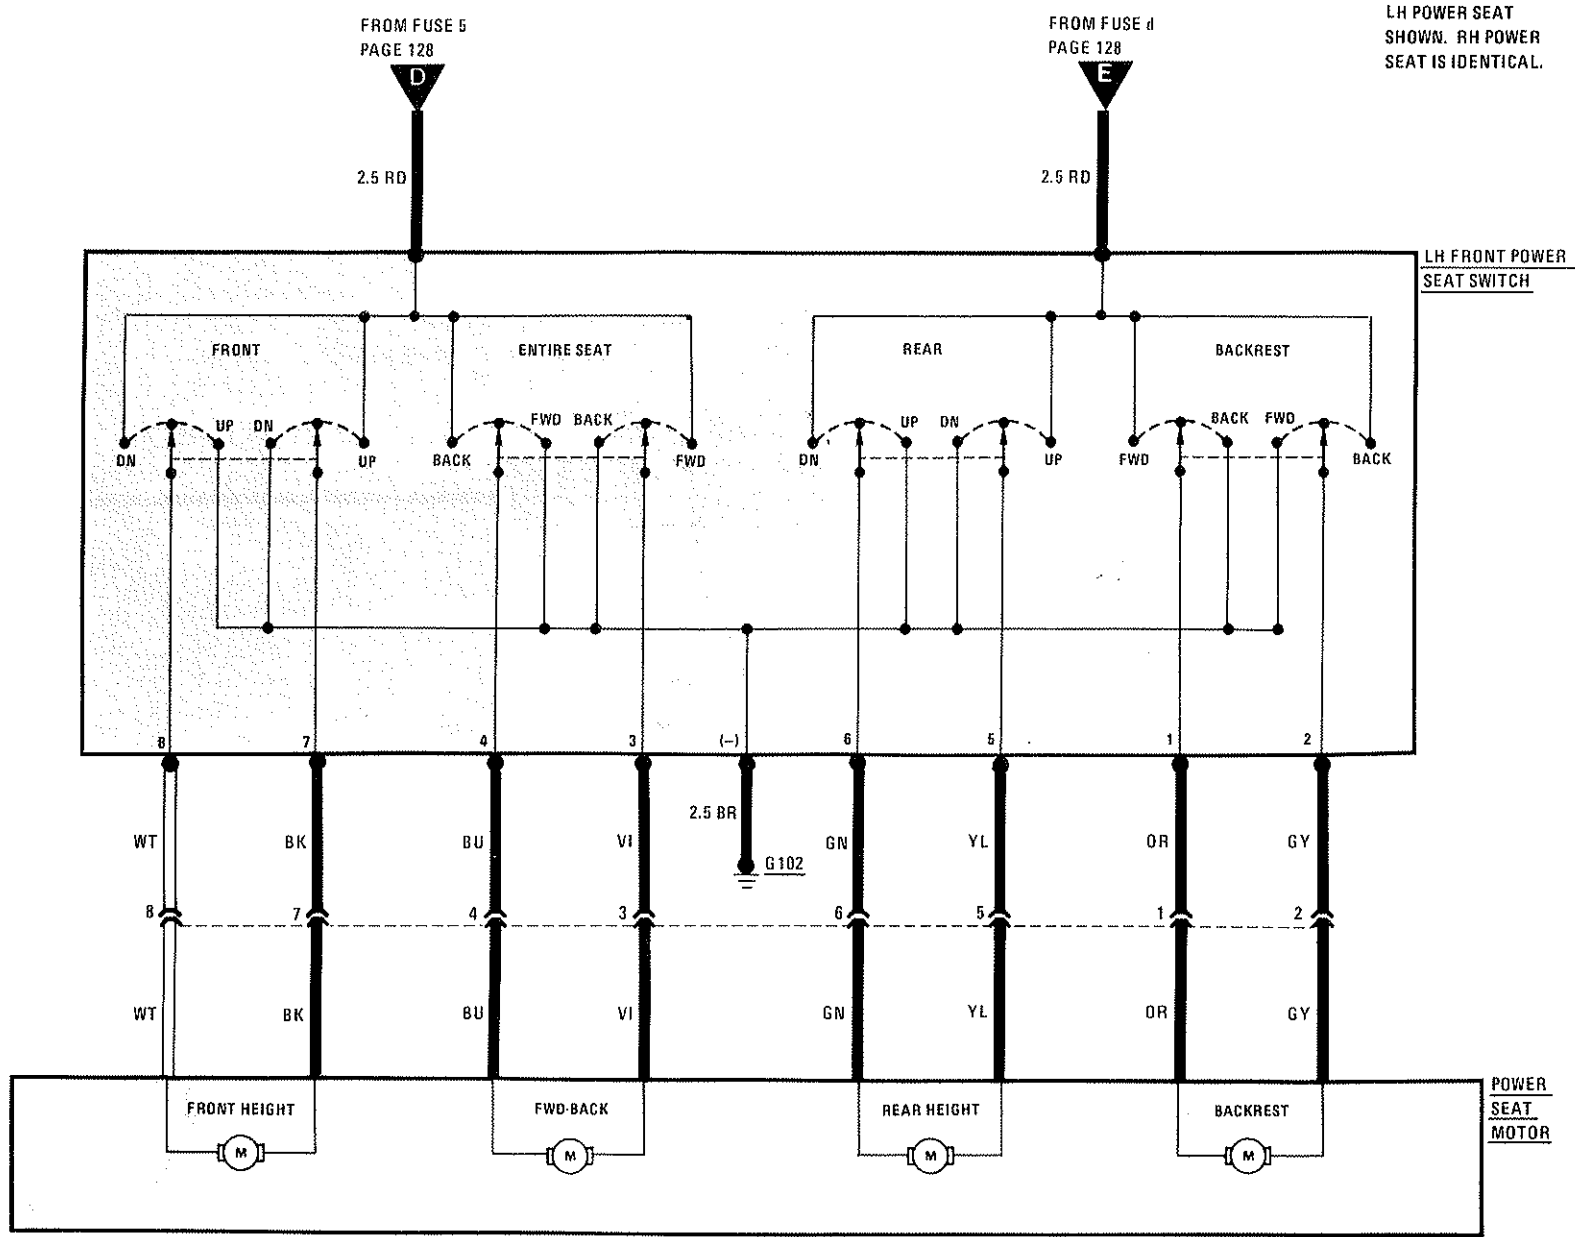 FROM FUSE 5
PAGE 128
D
FROM FUSE d
PAGE 128
E
LH POWER SEAT
SHOWN. RH POWER
SEAT IS IDENTICAL.
2.5 RD
2.5 RD
LH FRONT POWER
SEAT SWITCH
FRONT
ENTIRE SEAT
REAR
BACKREST
DN
UP
DN
UP
BACK
FWD
BACK
FWD
DN
UP
DN
UP
FWD
BACK
FWD
BACK
8
7
4
3
(–)
6
5
1
2
WT
BK
BU
VI
2.5 BR
GN
YL
OR
GY
G102
8
7
4
3
6
5
1
2
WT
BK
BU
VI
GN
YL
OR
GY
FRONT HEIGHT
FWD-BACK
REAR HEIGHT
BACKREST
M
M
M
M
POWER
SEAT
MOTOR